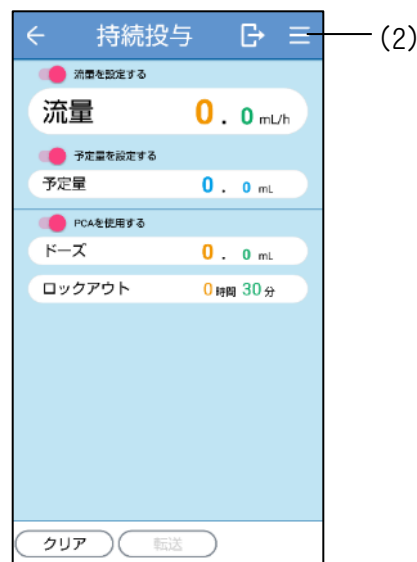 持続投与
(2)
流量を設定する
流量 0. 0 mL/h
予定量を設定する
予定量 0. 0 mL
PCAを使用する
ドーズ 0. 0 mL
ロックアウト 0時間 30分
クリア 転送